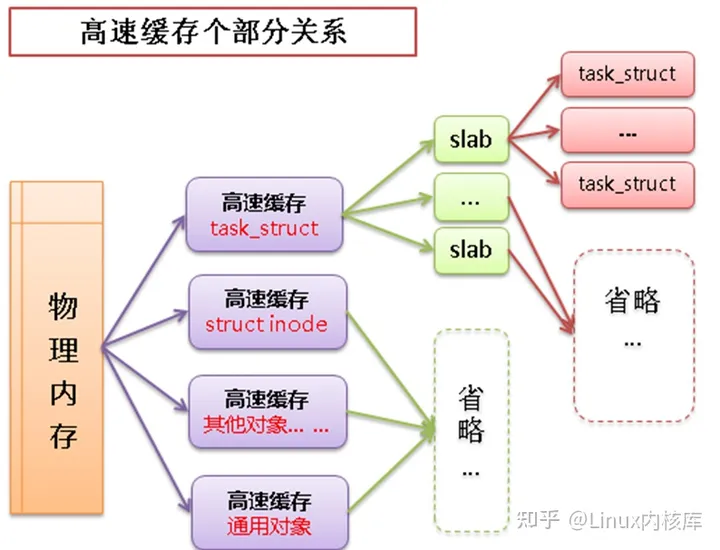 高速缓存个部分关系
物理内存
高速缓存
task_struct
高速缓存
struct inode
高速缓存
其他对象... ...
高速缓存
通用对象
slab
...
slab
省略
...
task_struct
...
task_struct
省略
...
知乎 @Linux内核库